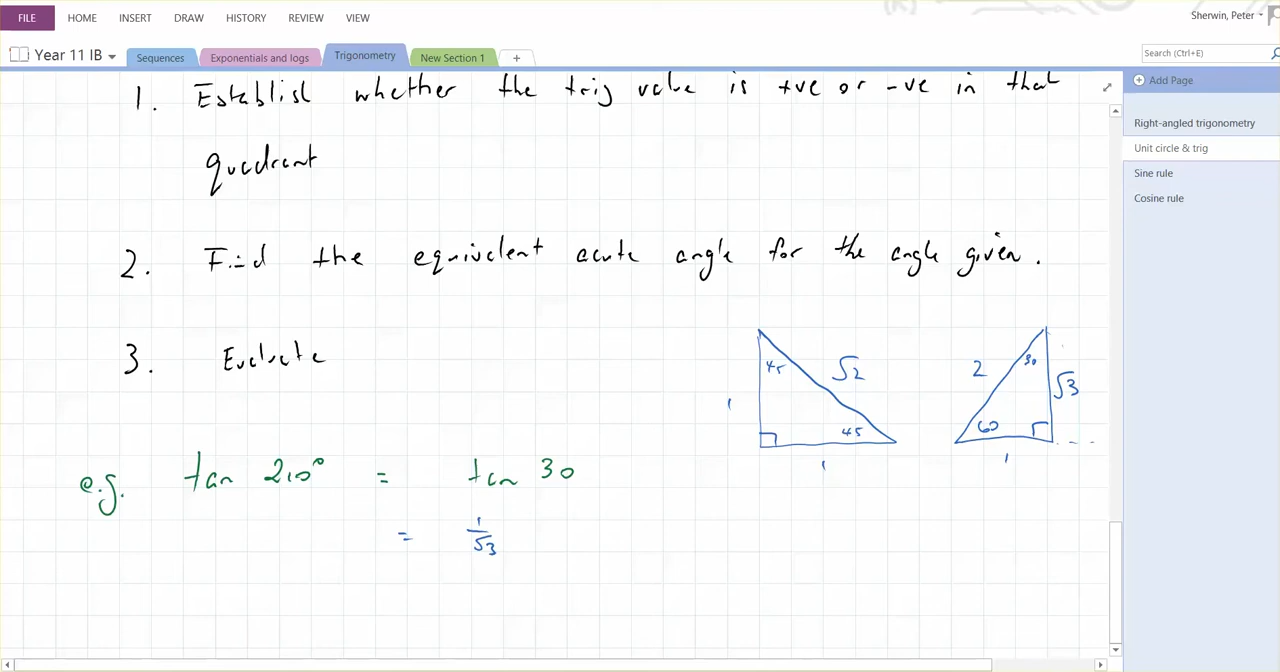 FILE HOME INSERT DRAW HISTORY REVIEW VIEW
Sherwin, Peter
Year 11 IB Sequences Exponentials and logs Trigonometry New Section 1 +
Search (Ctrl+E)
Add Page
Right-angled trigonometry
Unit circle & trig
Sine rule
Cosine rule
1. Establish whether the trig value is +ve or -ve in that
quadrant
2. Find the equivalent acute angle for the angle given.
3. Evaluate
45 √2 1 45 1
2 30 √3 60 1
e.g. tan 210° = tan 30
= 1/√3